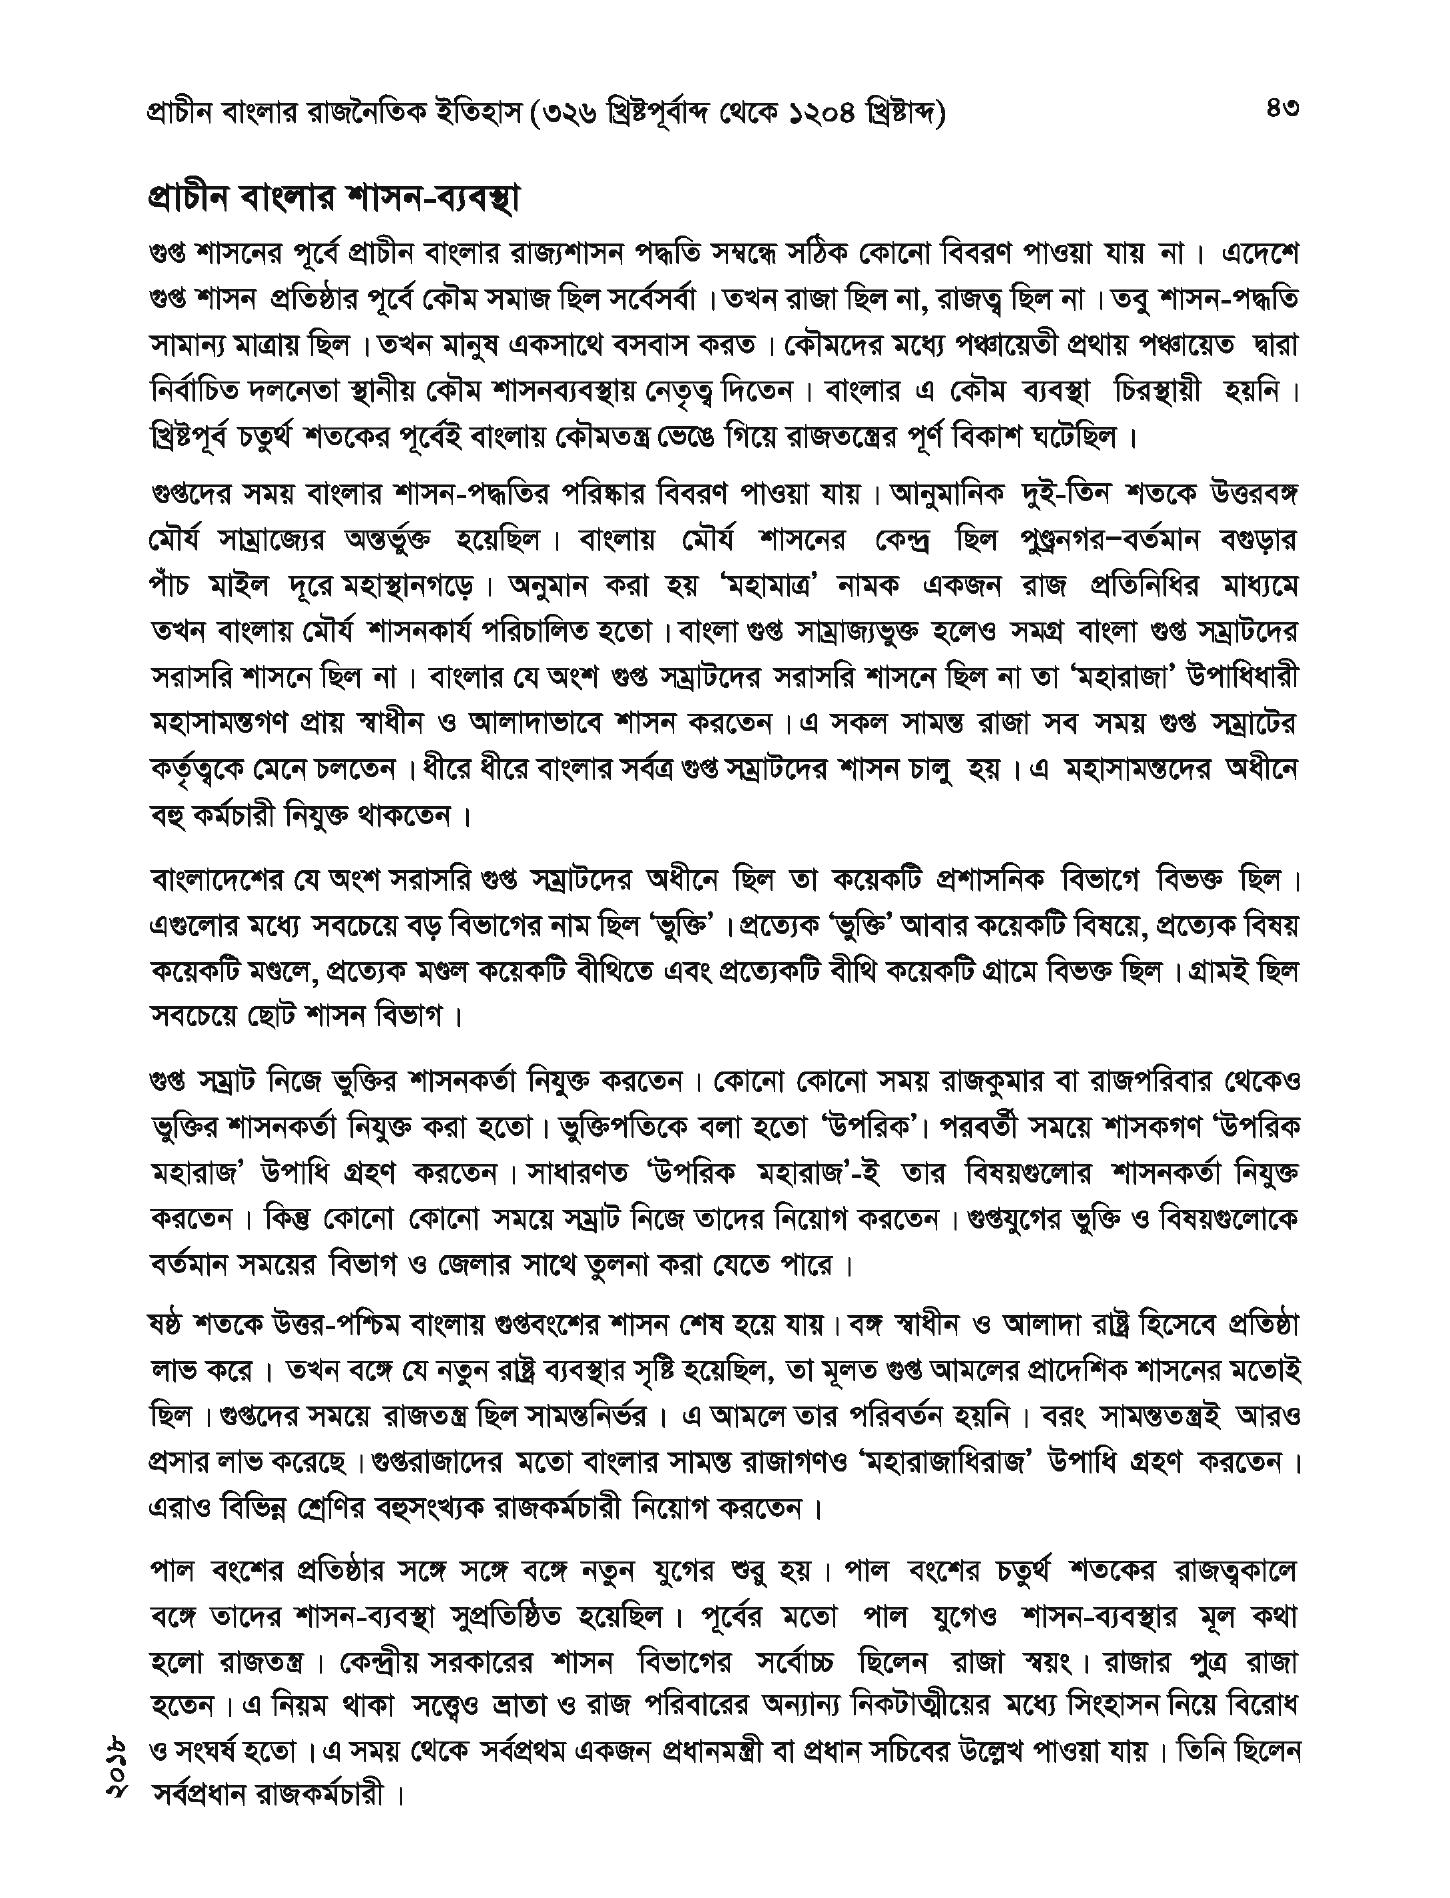 প্রাচীন বাংলার রাজনৈতিক ইতিহাস (৩২৬ খ্রিষ্টপূর্বাব্দ থেকে ১২০৪ খ্রিষ্টাব্দ) ৪৩
প্রাচীন বাংলার শাসন-ব্যবস্থা
গুপ্ত শাসনের পূর্বে প্রাচীন বাংলার রাজ্যশাসন পদ্ধতি সম্বন্ধে সঠিক কোনো বিবরণ পাওয়া যায় না। এদেশে
গুপ্ত শাসন প্রতিষ্ঠার পূর্বে কৌম সমাজ ছিল সর্বেসর্বা। তখন রাজা ছিল না, রাজত্ব ছিল না। তবু শাসন-পদ্ধতি
সামান্য মাত্রায় ছিল। তখন মানুষ একসাথে বসবাস করত। কৌমদের মধ্যে পঞ্চায়েতী প্রথায় পঞ্চায়েত দ্বারা
নির্বাচিত দলনেতা স্থানীয় কৌম শাসনব্যবস্থায় নেতৃত্ব দিতেন। বাংলার এ কৌম ব্যবস্থা চিরস্থায়ী হয়নি।
খ্রিষ্টপূর্ব চতুর্থ শতকের পূর্বেই বাংলায় কৌমতন্ত্র ভেঙে গিয়ে রাজতন্ত্রের পূর্ণ বিকাশ ঘটেছিল।
গুপ্তদের সময় বাংলার শাসন-পদ্ধতির পরিষ্কার বিবরণ পাওয়া যায়। আনুমানিক দুই-তিন শতকে উত্তরবঙ্গ
মৌর্য সাম্রাজ্যের অন্তর্ভুক্ত হয়েছিল। বাংলায় মৌর্য শাসনের কেন্দ্র ছিল পুণ্ড্রনগর–বর্তমান বগুড়ার
পাঁচ মাইল দূরে মহাস্থানগড়ে। অনুমান করা হয় ‘মহামাত্র’ নামক একজন রাজ প্রতিনিধির মাধ্যমে
তখন বাংলায় মৌর্য শাসনকার্য পরিচালিত হতো। বাংলা গুপ্ত সাম্রাজ্যভুক্ত হলেও সমগ্র বাংলা গুপ্ত সম্রাটদের
সরাসরি শাসনে ছিল না। বাংলার যে অংশ গুপ্ত সম্রাটদের সরাসরি শাসনে ছিল না তা ‘মহারাজা’ উপাধিধারী
মহাসামন্তগণ প্রায় স্বাধীন ও আলাদাভাবে শাসন করতেন। এ সকল সামন্ত রাজা সব সময় গুপ্ত সম্রাটের
কর্তৃত্বকে মেনে চলতেন। ধীরে ধীরে বাংলার সর্বত্র গুপ্ত সম্রাটদের শাসন চালু হয়। এ মহাসামন্তদের অধীনে
বহু কর্মচারী নিযুক্ত থাকতেন।
বাংলাদেশের যে অংশ সরাসরি গুপ্ত সম্রাটদের অধীনে ছিল তা কয়েকটি প্রশাসনিক বিভাগে বিভক্ত ছিল।
এগুলোর মধ্যে সবচেয়ে বড় বিভাগের নাম ছিল ‘ভুক্তি’। প্রত্যেক ‘ভুক্তি’ আবার কয়েকটি বিষয়ে, প্রত্যেক বিষয়
কয়েকটি মণ্ডলে, প্রত্যেক মণ্ডল কয়েকটি বীথিতে এবং প্রত্যেকটি বীথি কয়েকটি গ্রামে বিভক্ত ছিল। গ্রামই ছিল
সবচেয়ে ছোট শাসন বিভাগ।
গুপ্ত সম্রাট নিজে ভুক্তির শাসনকর্তা নিযুক্ত করতেন। কোনো কোনো সময় রাজকুমার বা রাজপরিবার থেকেও
ভুক্তির শাসনকর্তা নিযুক্ত করা হতো। ভুক্তিপতিকে বলা হতো ‘উপরিক’। পরবর্তী সময়ে শাসকগণ ‘উপরিক
মহারাজ’ উপাধি গ্রহণ করতেন। সাধারণত ‘উপরিক মহারাজ’-ই তার বিষয়গুলোর শাসনকর্তা নিযুক্ত
করতেন। কিন্তু কোনো কোনো সময়ে সম্রাট নিজে তাদের নিয়োগ করতেন। গুপ্তযুগের ভুক্তি ও বিষয়গুলোকে
বর্তমান সময়ের বিভাগ ও জেলার সাথে তুলনা করা যেতে পারে।
ষষ্ঠ শতকে উত্তর-পশ্চিম বাংলায় গুপ্তবংশের শাসন শেষ হয়ে যায়। বঙ্গ স্বাধীন ও আলাদা রাষ্ট্র হিসেবে প্রতিষ্ঠা
লাভ করে। তখন বঙ্গে যে নতুন রাষ্ট্র ব্যবস্থার সৃষ্টি হয়েছিল, তা মূলত গুপ্ত আমলের প্রাদেশিক শাসনের মতোই
ছিল। গুপ্তদের সময়ে রাজতন্ত্র ছিল সামন্তনির্ভর। এ আমলে তার পরিবর্তন হয়নি। বরং সামন্ততন্ত্রই আরও
প্রসার লাভ করেছে। গুপ্তরাজাদের মতো বাংলার সামন্ত রাজাগণও ‘মহারাজাধিরাজ’ উপাধি গ্রহণ করতেন।
এরাও বিভিন্ন শ্রেণির বহুসংখ্যক রাজকর্মচারী নিয়োগ করতেন।
পাল বংশের প্রতিষ্ঠার সঙ্গে সঙ্গে বঙ্গে নতুন যুগের শুরু হয়। পাল বংশের চতুর্থ শতকের রাজত্বকালে
বঙ্গে তাদের শাসন-ব্যবস্থা সুপ্রতিষ্ঠিত হয়েছিল। পূর্বের মতো পাল যুগেও শাসন-ব্যবস্থার মূল কথা
হলো রাজতন্ত্র। কেন্দ্রীয় সরকারের শাসন বিভাগের সর্বোচ্চ ছিলেন রাজা স্বয়ং। রাজার পুত্র রাজা
হতেন। এ নিয়ম থাকা সত্ত্বেও ভ্রাতা ও রাজ পরিবারের অন্যান্য নিকটাত্মীয়ের মধ্যে সিংহাসন নিয়ে বিরোধ
ও সংঘর্ষ হতো। এ সময় থেকে সর্বপ্রথম একজন প্রধানমন্ত্রী বা প্রধান সচিবের উল্লেখ পাওয়া যায়। তিনি ছিলেন
সর্বপ্রধান রাজকর্মচারী।
২০১৮